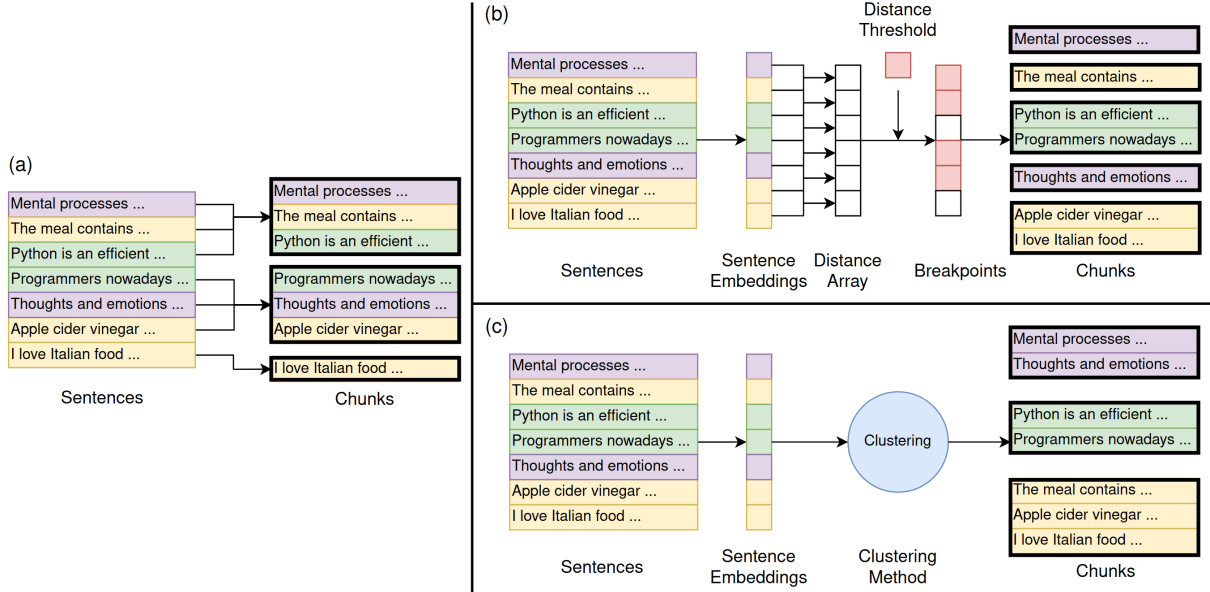 (a)
Mental processes ...
The meal contains ...
Python is an efficient ...
Programmers nowadays ...
Thoughts and emotions ...
Apple cider vinegar ...
I love Italian food ...
Sentences
Mental processes ...
The meal contains ...
Python is an efficient ...
Programmers nowadays ...
Thoughts and emotions ...
Apple cider vinegar ...
I love Italian food ...
Chunks
(b)
Mental processes ...
The meal contains ...
Python is an efficient ...
Programmers nowadays ...
Thoughts and emotions ...
Apple cider vinegar ...
I love Italian food ...
Sentences
Sentence
Embeddings
Distance
Array
Distance
Threshold
Breakpoints
Mental processes ...
The meal contains ...
Python is an efficient ...
Programmers nowadays ...
Thoughts and emotions ...
Apple cider vinegar ...
I love Italian food ...
Chunks
(c)
Mental processes ...
The meal contains ...
Python is an efficient ...
Programmers nowadays ...
Thoughts and emotions ...
Apple cider vinegar ...
I love Italian food ...
Sentences
Sentence
Embeddings
Clustering
Clustering
Method
Mental processes ...
Thoughts and emotions ...
Python is an efficient ...
Programmers nowadays ...
The meal contains ...
Apple cider vinegar ...
I love Italian food ...
Chunks